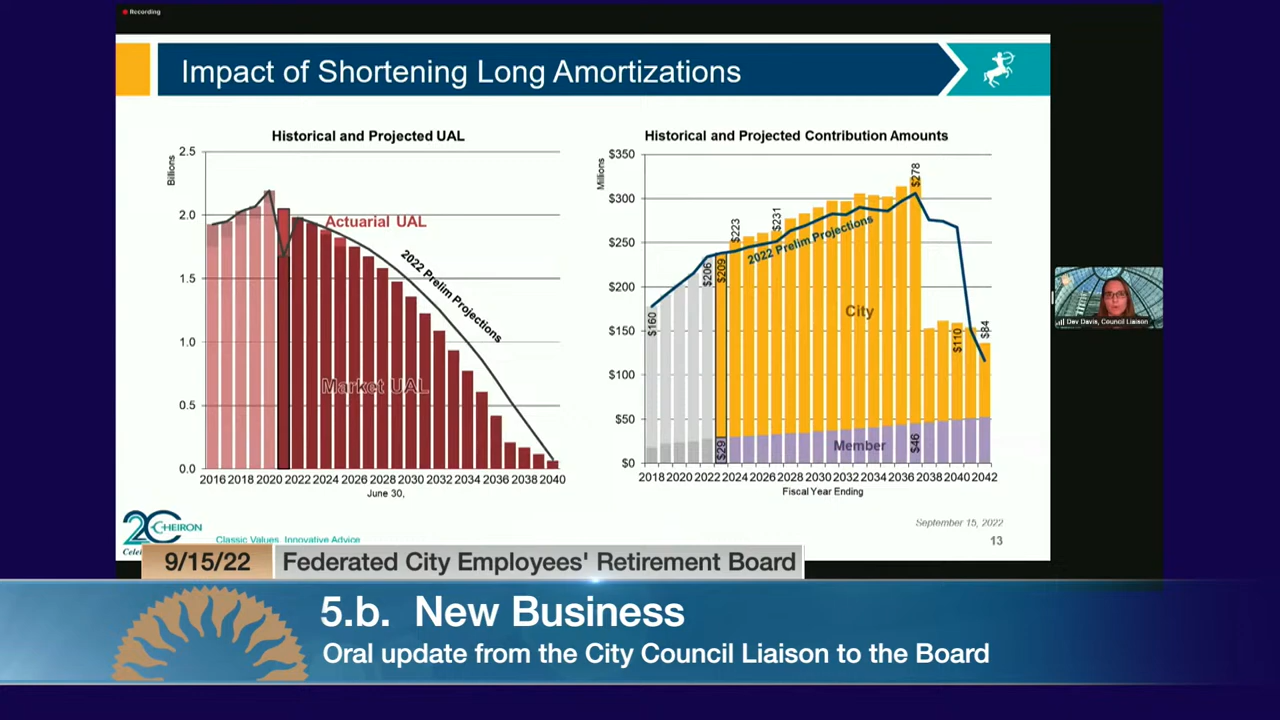 Recording
Impact of Shortening Long Amortizations
Historical and Projected UAL
Billions
2.5
2.0
1.5
1.0
0.5
0.0
Actuarial UAL
2022 Prelim Projections
Market UAL
2016 2018 2020 2022 2024 2026 2028 2030 2032 2034 2036 2038 2040
June 30,
Historical and Projected Contribution Amounts
Millions
$350
$300
$250
$200
$150
$100
$50
$0
$160
$206
$209
$223
$231
$278
$110
$84
2022 Prelim Projections
City
$29
Member
$46
2018 2020 2022 2024 2026 2028 2030 2032 2034 2036 2038 2040 2042
Fiscal Year Ending
Dev Davis, Council Liaison
September 15, 2022
13
CHEIRON
Classic Values, Innovative Advice
9/15/22
Federated City Employees' Retirement Board
5.b. New Business
Oral update from the City Council Liaison to the Board